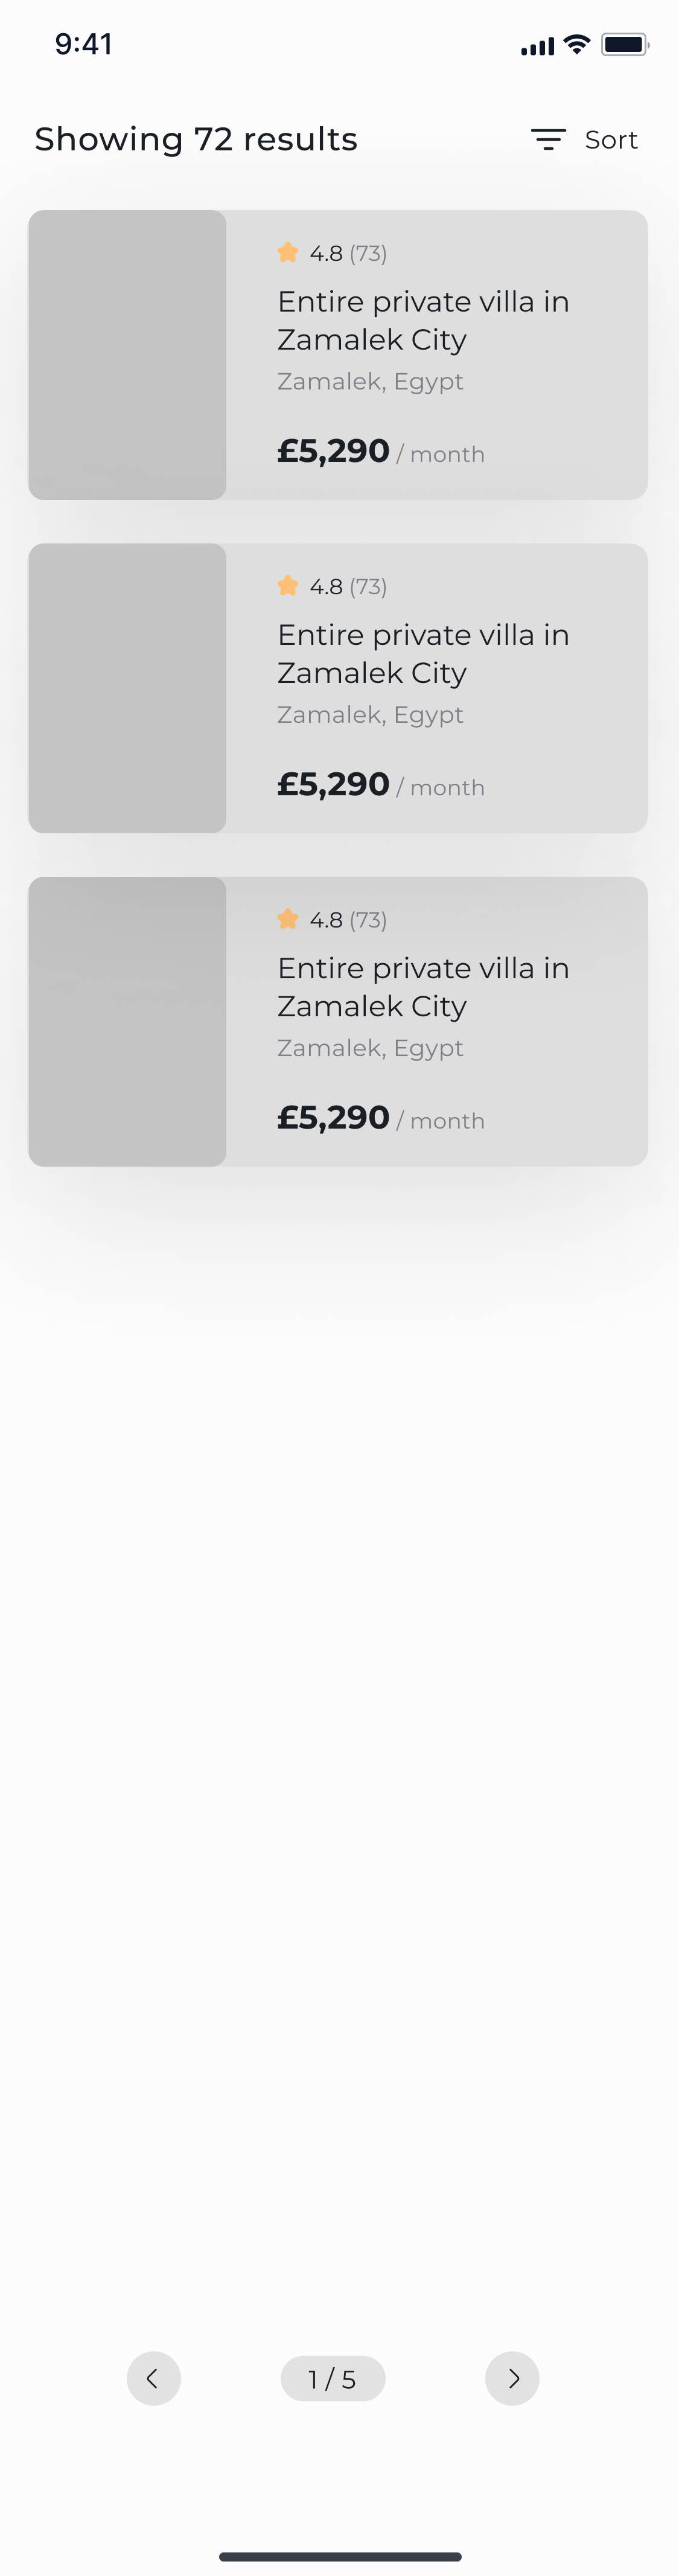 9:41
Showing 72 results
Sort
4.8 (73)
Entire private villa in
Zamalek City
Zamalek, Egypt
£5,290 / month
4.8 (73)
Entire private villa in
Zamalek City
Zamalek, Egypt
£5,290 / month
4.8 (73)
Entire private villa in
Zamalek City
Zamalek, Egypt
£5,290 / month
1 / 5